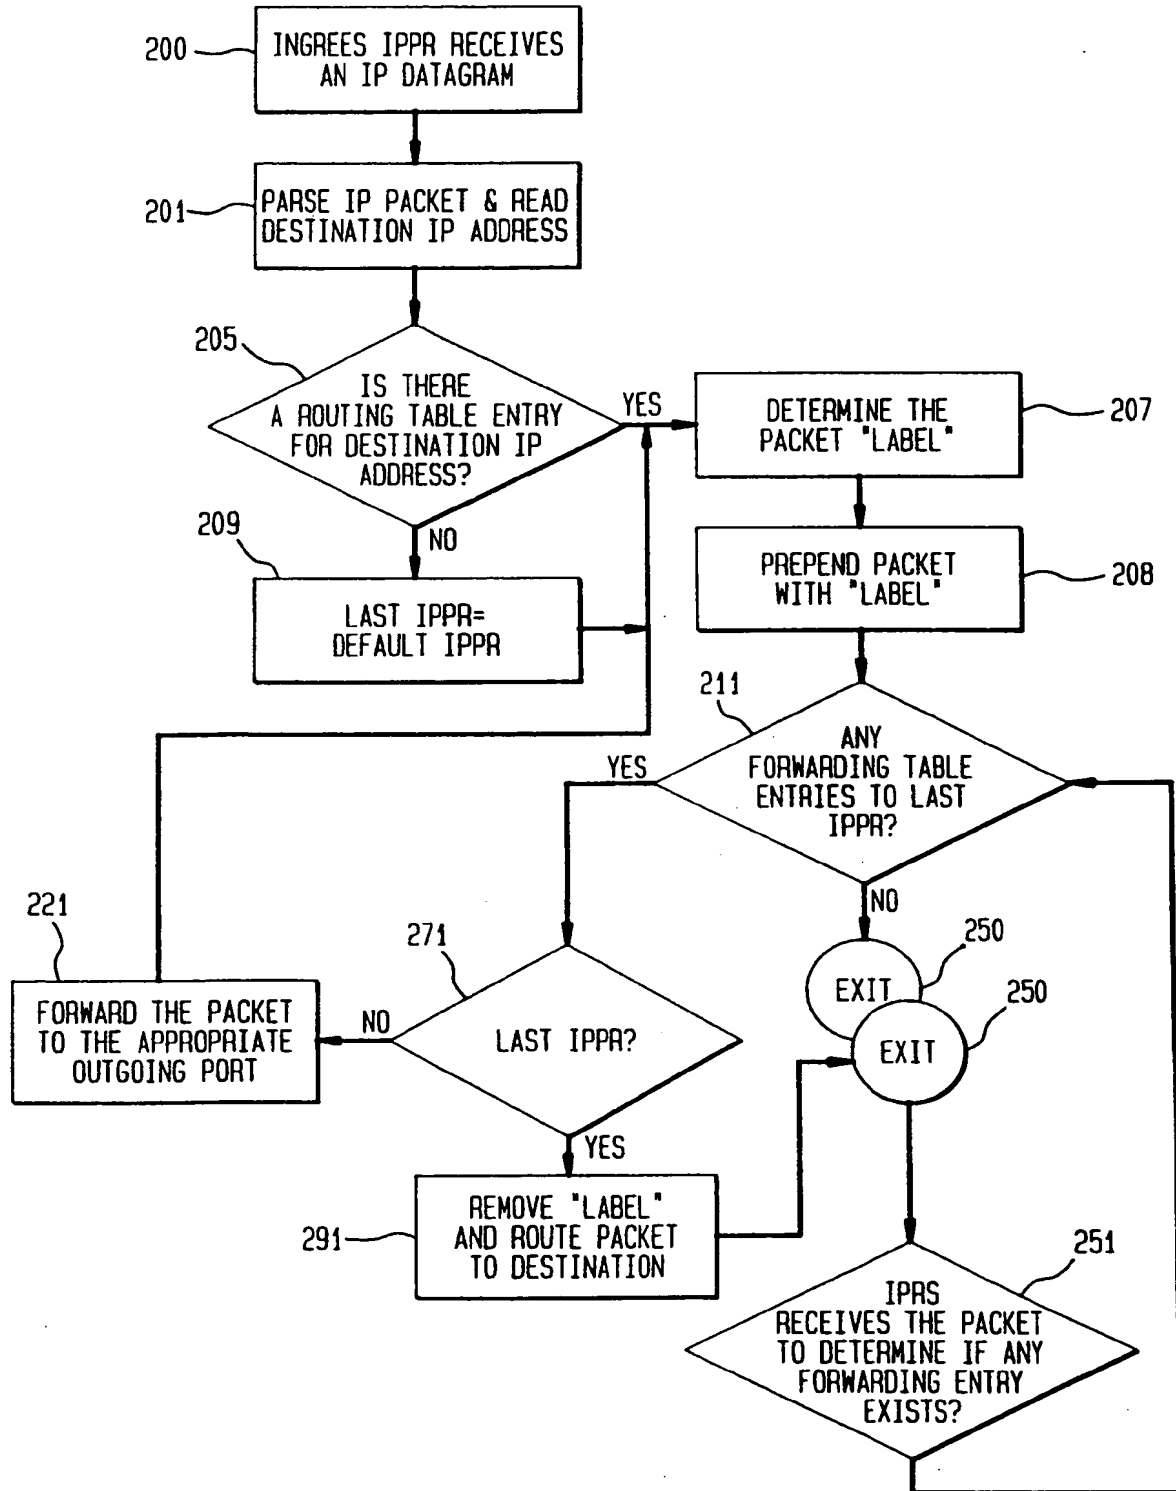 200
INGREES IPPR RECEIVES
AN IP DATAGRAM
201
PARSE IP PACKET & READ
DESTINATION IP ADDRESS
205
IS THERE
A ROUTING TABLE ENTRY
FOR DESTINATION IP
ADDRESS?
YES
NO
207
DETERMINE THE
PACKET "LABEL"
209
LAST IPPR=
DEFAULT IPPR
208
PREPEND PACKET
WITH "LABEL"
211
ANY
FORWARDING TABLE
ENTRIES TO LAST
IPPR?
YES
NO
221
FORWARD THE PACKET
TO THE APPROPRIATE
OUTGOING PORT
271
LAST IPPR?
NO
YES
250
EXIT
250
EXIT
291
REMOVE "LABEL"
AND ROUTE PACKET
TO DESTINATION
251
IPRS
RECEIVES THE PACKET
TO DETERMINE IF ANY
FORWARDING ENTRY
EXISTS?